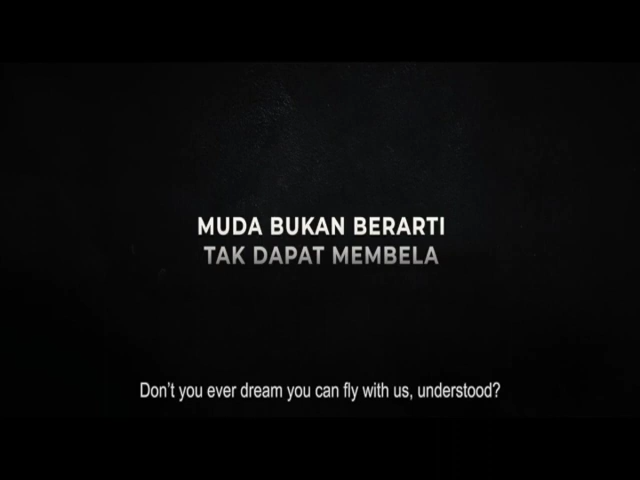 MUDA BUKAN BERARTI
TAK DAPAT MEMBELA
Don't you ever dream you can fly with us, understood?